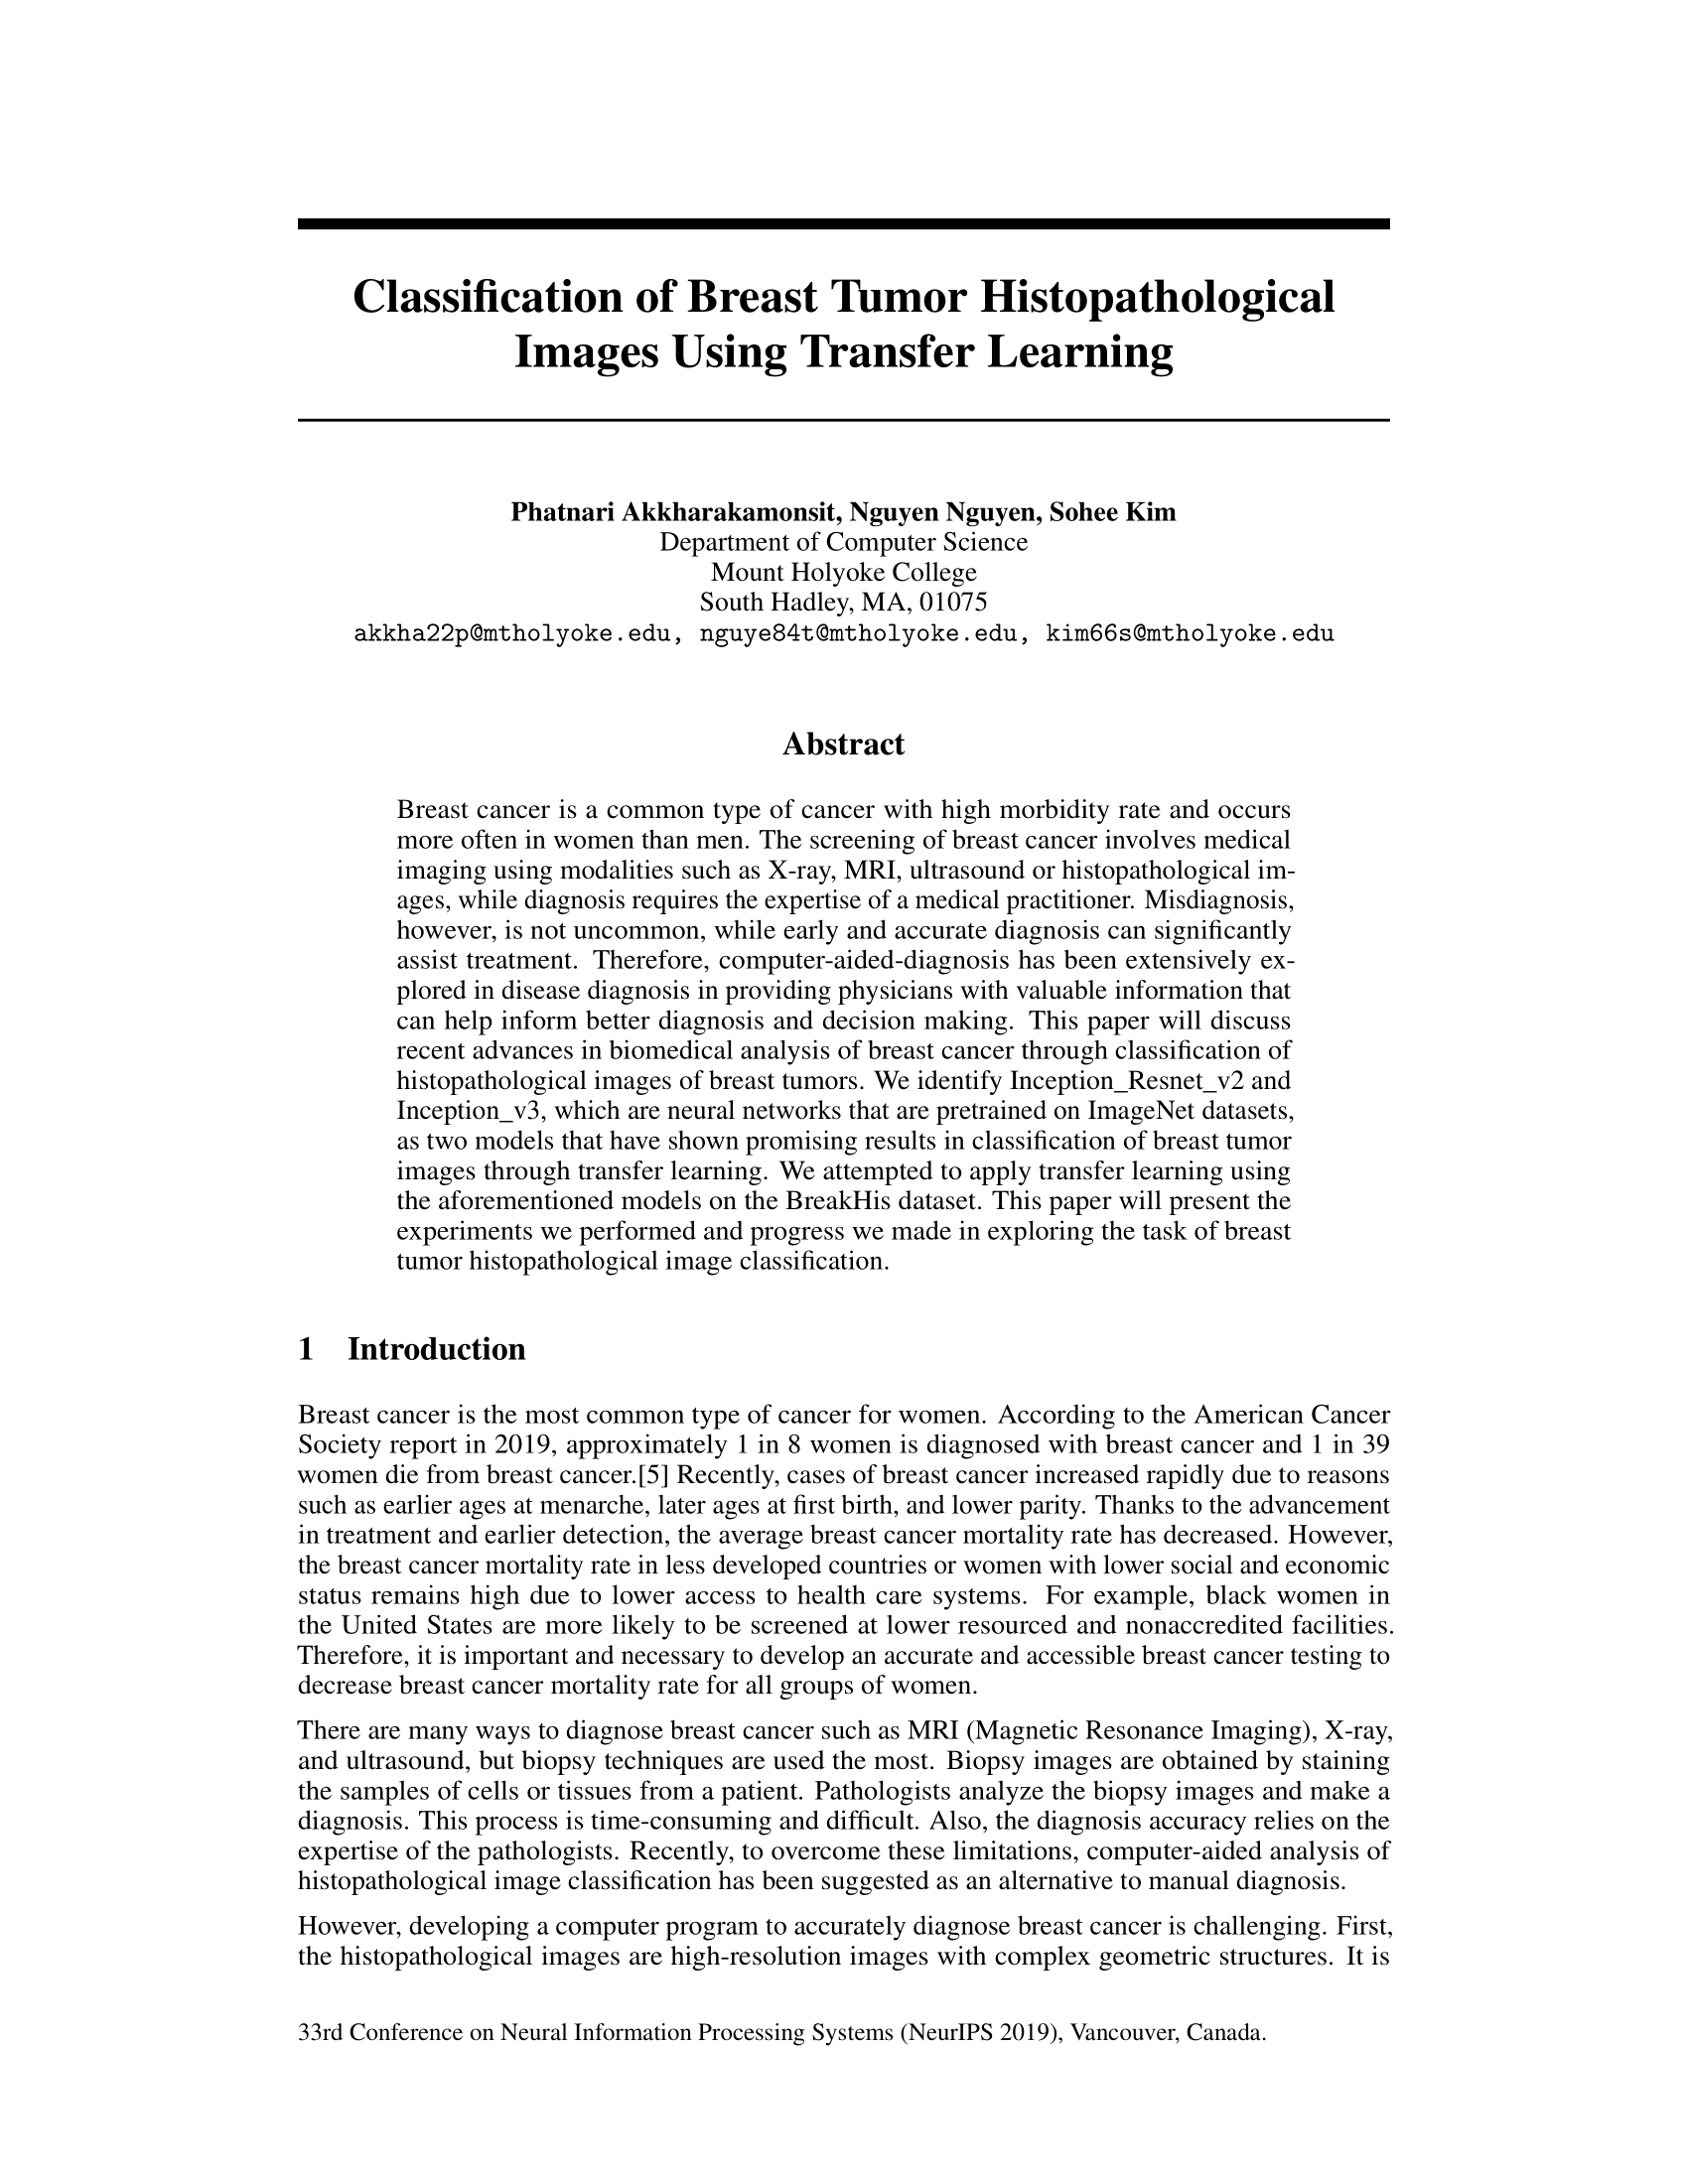 Classification of Breast Tumor Histopathological
Images Using Transfer Learning
Phatnari Akkharakamonsit, Nguyen Nguyen, Sohee Kim
Department of Computer Science
Mount Holyoke College
South Hadley, MA, 01075
akkha22p@mtholyoke.edu, nguye84t@mtholyoke.edu, kim66s@mtholyoke.edu
Abstract
Breast cancer is a common type of cancer with high morbidity rate and occurs
more often in women than men. The screening of breast cancer involves medical
imaging using modalities such as X-ray, MRI, ultrasound or histopathological im-
ages, while diagnosis requires the expertise of a medical practitioner. Misdiagnosis,
however, is not uncommon, while early and accurate diagnosis can significantly
assist treatment. Therefore, computer-aided-diagnosis has been extensively ex-
plored in disease diagnosis in providing physicians with valuable information that
can help inform better diagnosis and decision making. This paper will discuss
recent advances in biomedical analysis of breast cancer through classification of
histopathological images of breast tumors. We identify Inception_Resnet_v2 and
Inception_v3, which are neural networks that are pretrained on ImageNet datasets,
as two models that have shown promising results in classification of breast tumor
images through transfer learning. We attempted to apply transfer learning using
the aforementioned models on the BreakHis dataset. This paper will present the
experiments we performed and progress we made in exploring the task of breast
tumor histopathological image classification.
1 Introduction
Breast cancer is the most common type of cancer for women. According to the American Cancer
Society report in 2019, approximately 1 in 8 women is diagnosed with breast cancer and 1 in 39
women die from breast cancer.[5] Recently, cases of breast cancer increased rapidly due to reasons
such as earlier ages at menarche, later ages at first birth, and lower parity. Thanks to the advancement
in treatment and earlier detection, the average breast cancer mortality rate has decreased. However,
the breast cancer mortality rate in less developed countries or women with lower social and economic
status remains high due to lower access to health care systems. For example, black women in
the United States are more likely to be screened at lower resourced and nonaccredited facilities.
Therefore, it is important and necessary to develop an accurate and accessible breast cancer testing to
decrease breast cancer mortality rate for all groups of women.
There are many ways to diagnose breast cancer such as MRI (Magnetic Resonance Imaging), X-ray,
and ultrasound, but biopsy techniques are used the most. Biopsy images are obtained by staining
the samples of cells or tissues from a patient. Pathologists analyze the biopsy images and make a
diagnosis. This process is time-consuming and difficult. Also, the diagnosis accuracy relies on the
expertise of the pathologists. Recently, to overcome these limitations, computer-aided analysis of
histopathological image classification has been suggested as an alternative to manual diagnosis.
However, developing a computer program to accurately diagnose breast cancer is challenging. First,
the histopathological images are high-resolution images with complex geometric structures. It is
33rd Conference on Neural Information Processing Systems (NeurIPS 2019), Vancouver, Canada.